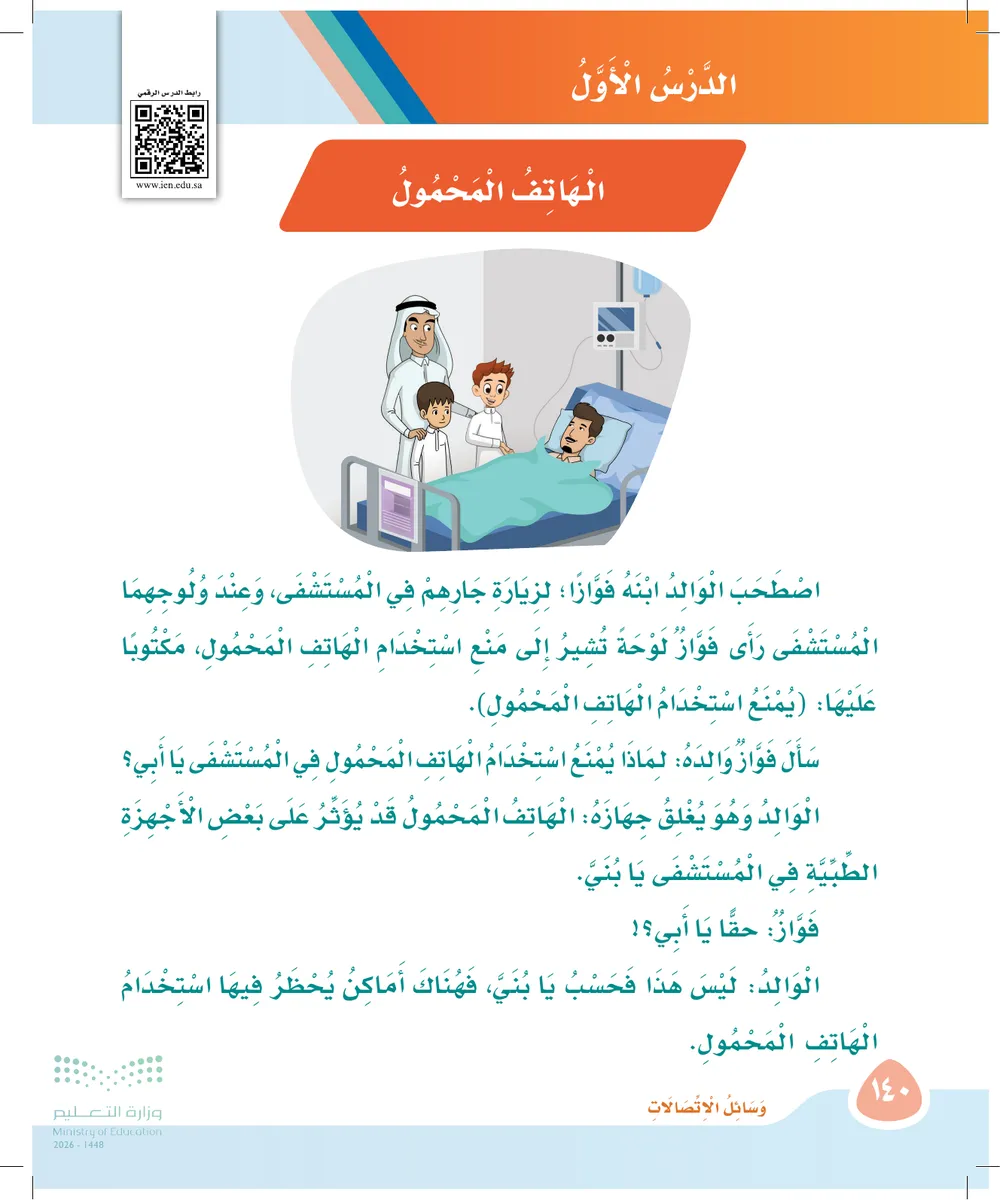 الدَّرْسُ الْأَوَّلُ
رابط الدرس الرقمي
www.ien.edu.sa
الْهَاتِفُ الْمَحْمُولُ
اصْطَحَبَ الْوَالِدُ ابْنَهُ فَوَّازًا؛ لِزِيَارَةِ جَارِهِمْ فِي الْمُسْتَشْفَى، وَعِنْدَ وُلُوجِهِمَا
الْمُسْتَشْفَى رَأَى فَوَّازٌ لَوْحَةً تُشِيرُ إِلَى مَنْعِ اسْتِخْدَامِ الْهَاتِفِ الْمَحْمُولِ، مَكْتُوبًا
عَلَيْهَا: (يُمْنَعُ اسْتِخْدَامُ الْهَاتِفِ الْمَحْمُولِ).
سَأَلَ فَوَّازٌ وَالِدَهُ: لِمَاذَا يُمْنَعُ اسْتِخْدَامُ الْهَاتِفِ الْمَحْمُولِ فِي الْمُسْتَشْفَى يَا أَبِي؟
الْوَالِدُ وَهُوَ يُغْلِقُ جِهَازَهُ: الْهَاتِفُ الْمَحْمُولُ قَدْ يُؤَثِّرُ عَلَى بَعْضِ الْأَجْهِزَةِ
الطِّبِّيَّةِ فِي الْمُسْتَشْفَى يَا بُنَيَّ.
فَوَّازٌ: حقًّا يَا أَبِي؟!
الْوَالِدُ: لَيْسَ هَذَا فَحَسْبُ يَا بُنَيَّ، فَهُنَاكَ أَمَاكِنُ يُحْظَرُ فِيهَا اسْتِخْدَامُ
الْهَاتِفِ الْمَحْمُولِ.
١٤٠
وَسَائِلُ الْاِتِّصَالَاتِ
وزارة التعـــليم
Ministry of Education
2026 - 1448